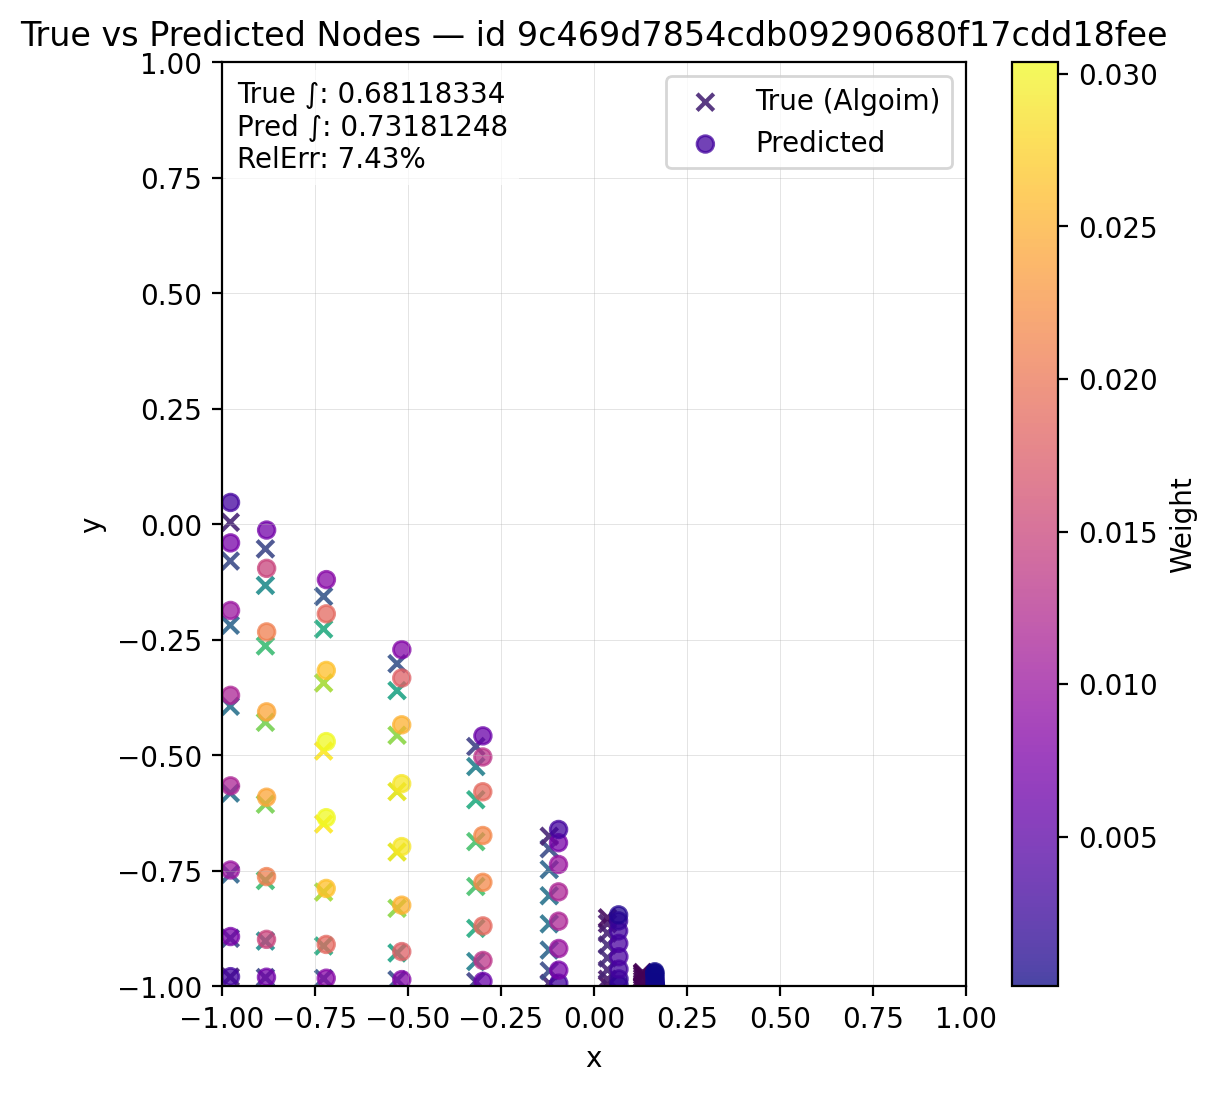 True vs Predicted Nodes — id 9c469d7854cdb09290680f17cdd18fee
True ∫: 0.68118334
Pred ∫: 0.73181248
RelErr: 7.43%
True (Algoim)
Predicted
1.00
0.75
0.50
0.25
0.00
−0.25
−0.50
−0.75
−1.00
y
−1.00 −0.75 −0.50 −0.25 0.00 0.25 0.50 0.75 1.00
x
0.030
0.025
0.020
0.015
0.010
0.005
Weight